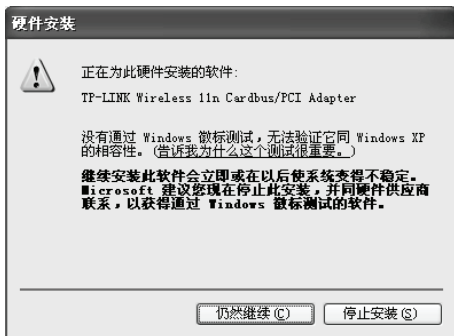 硬件安装
正在为此硬件安装的软件:
TP-LINK Wireless 11n Cardbus/PCI Adapter
没有通过 Windows 徽标测试，无法验证它同 Windows XP
的相容性。(告诉我为什么这个测试很重要。)
继续安装此软件会立即或在以后使系统变得不稳定。
Microsoft 建议您现在停止此安装，并同硬件供应商
联系，以获得通过 Windows 徽标测试的软件。
仍然继续(C)
停止安装(S)